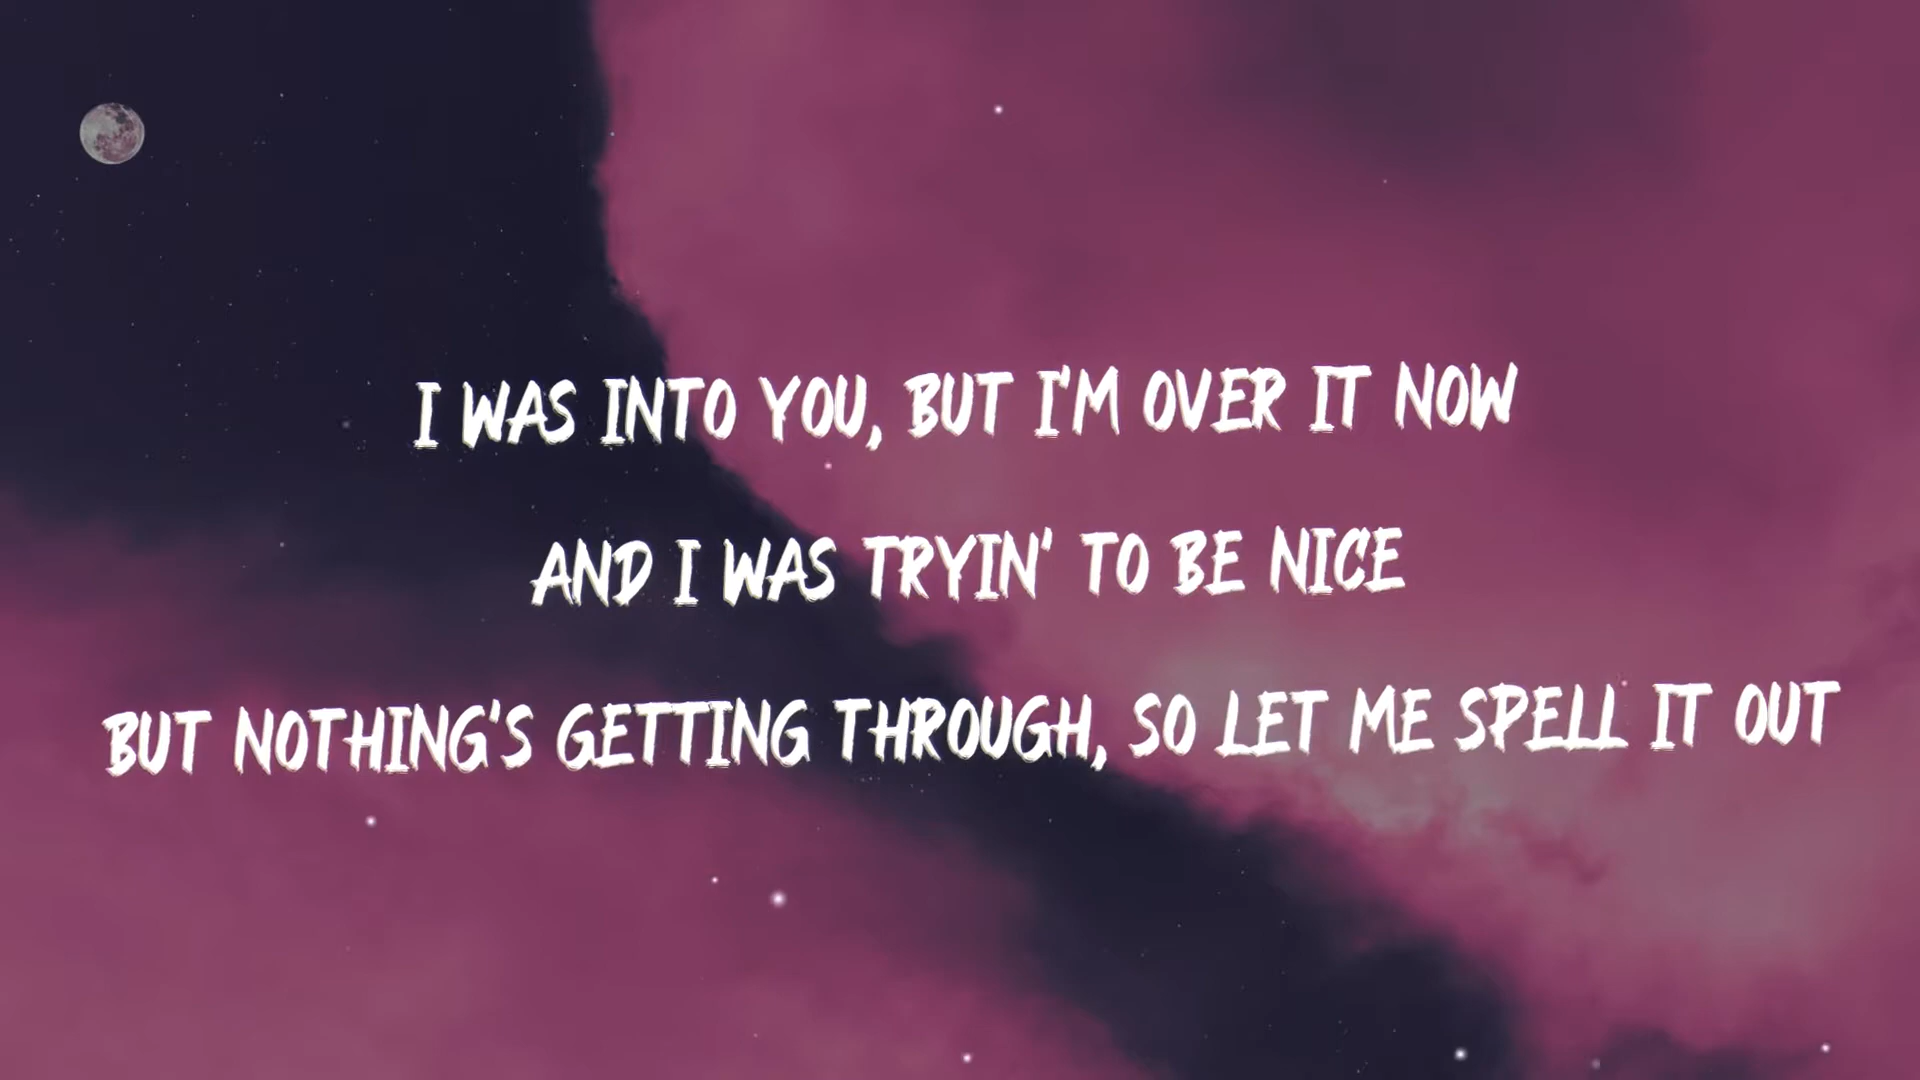 I WAS INTO YOU, BUT I'M OVER IT NOW
AND I WAS TRYIN' TO BE NICE
BUT NOTHING'S GETTING THROUGH, SO LET ME SPELL IT OUT